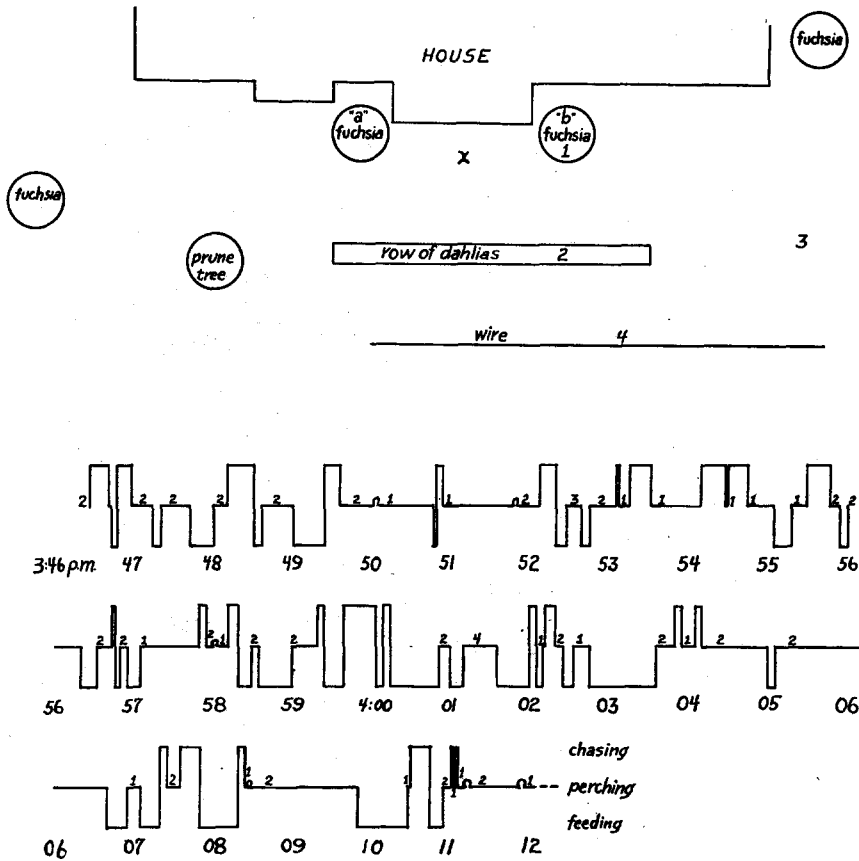 HOUSE
fuchsia
"a"
fuchsia
"b"
fuchsia
1
x
fuchsia
prune
tree
row of dahlias 2
3
wire 4
2 2 2 2 2 2 1 1 2 3 2 1 1 1 1 1 2 2
3:46 p.m. 47 48 49 50 51 52 53 54 55 56
2 2 1 2 1 2 2 2 4 1 2 1 2 1 2 2
56 57 58 59 4:00 01 02 03 04 05 06
chasing
1 2 1 2 1 2 1 1 2 1 perching
feeding
06 07 08 09 10 11 12